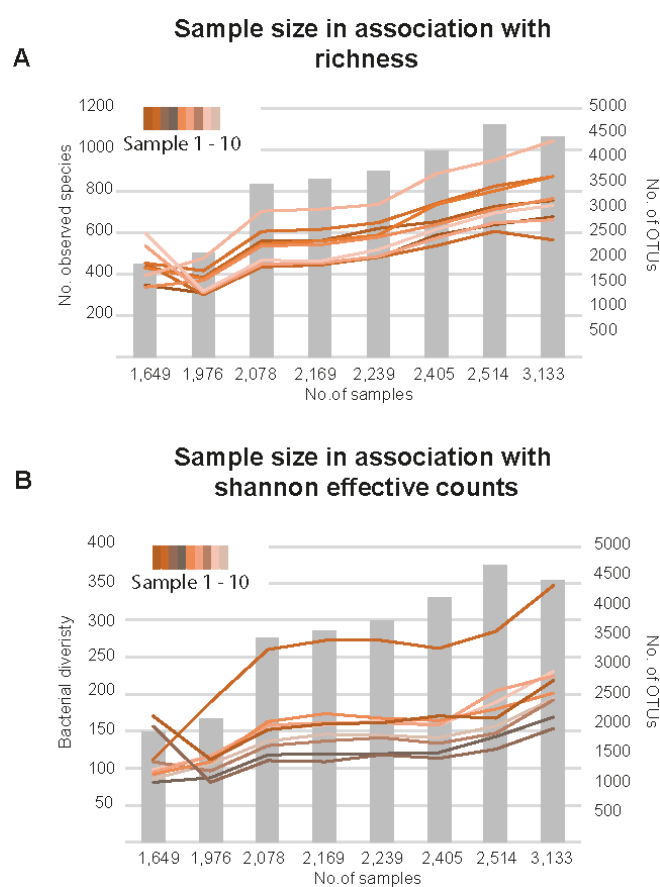 A
Sample size in association with
richness
1200
1000
800
600
400
200
No. observed species
Sample 1 - 10
5000
4500
4000
3500
3000
2500
2000
1500
1000
500
No. of OTUs
1,649 1,976 2,078 2,169 2,239 2,405 2,514 3,133
No.of samples
B
Sample size in association with
shannon effective counts
400
350
300
250
200
150
100
50
Bacterial diveristy
Sample 1 - 10
5000
4500
4000
3500
3000
2500
2000
1500
1000
500
No. of OTUs
1,649 1,976 2,078 2,169 2,239 2,405 2,514 3,133
No.of samples